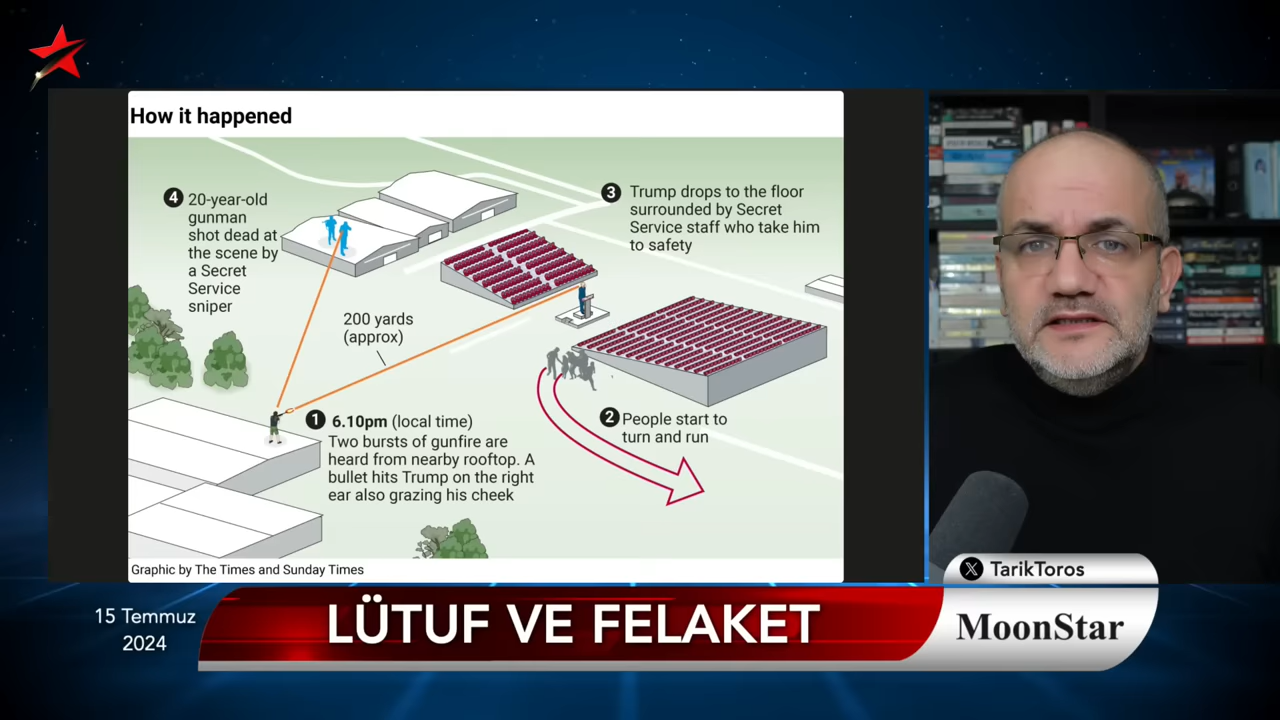 How it happened
4 20-year-old
gunman
shot dead at
the scene by
a Secret
Service
sniper
3 Trump drops to the floor
surrounded by Secret
Service staff who take him
to safety
200 yards
(approx)
1 6.10pm (local time)
Two bursts of gunfire are
heard from nearby rooftop. A
bullet hits Trump on the right
ear also grazing his cheek
2 People start to
turn and run
Graphic by The Times and Sunday Times
X TarikToros
15 Temmuz
2024
LÜTUF VE FELAKET
MoonStar